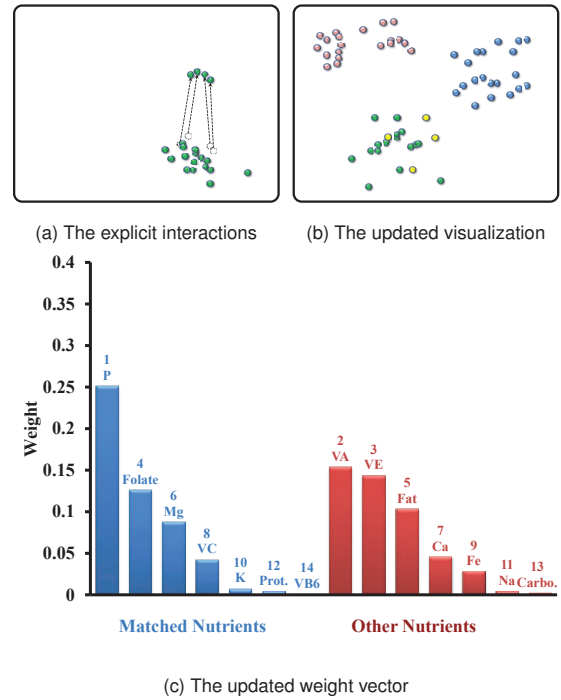 (a) The explicit interactions
(b) The updated visualization
0.4
0.35
0.3
0.25
0.2
0.15
0.1
0.05
0
Weight
1
P
4
Folate
6
Mg
8
VC
10
K
12
Prot.
14
VB6
2
VA
3
VE
5
Fat
7
Ca
9
Fe
11
Na
13
Carbo.
Matched Nutrients
Other Nutrients
(c) The updated weight vector